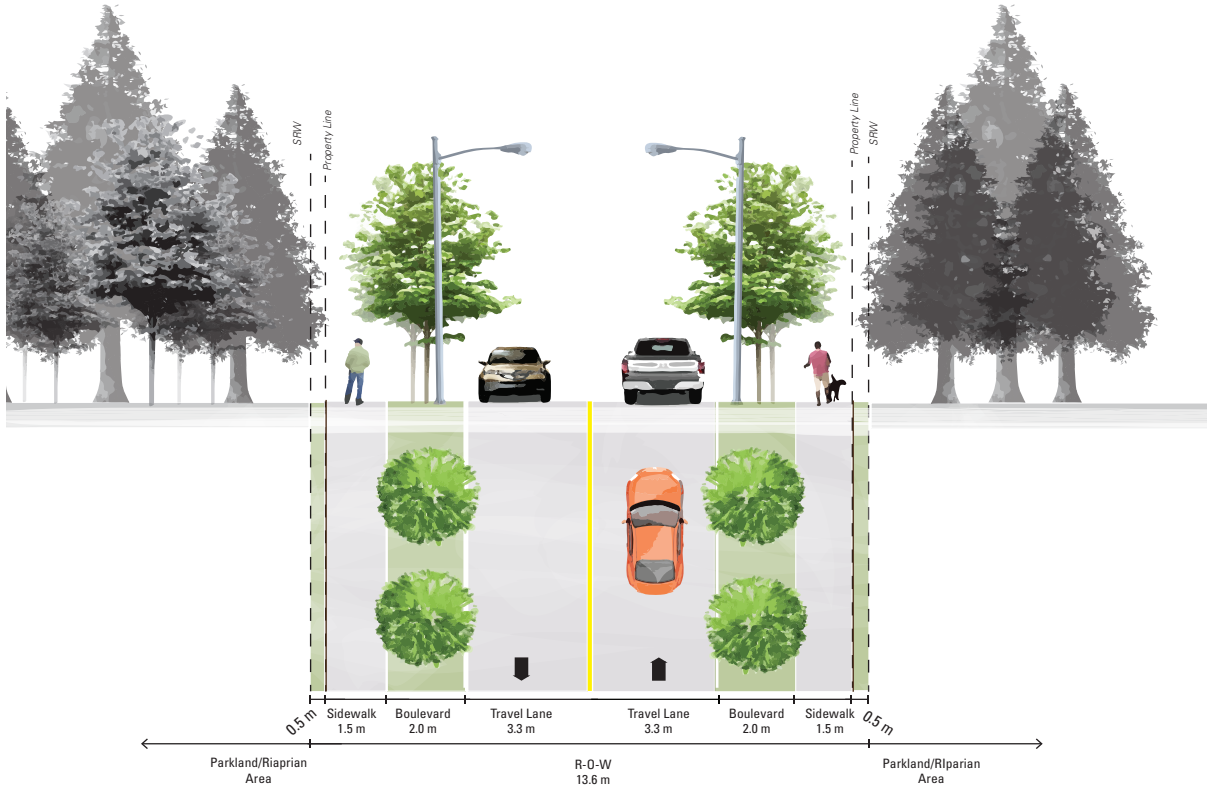 SRW
Property Line
Property Line
SRW
0.5 m
Sidewalk
1.5 m
Boulevard
2.0 m
Travel Lane
3.3 m
Travel Lane
3.3 m
Boulevard
2.0 m
Sidewalk
1.5 m
0.5 m
Parkland/Riaprian
Area
R-O-W
13.6 m
Parkland/RIparian
Area